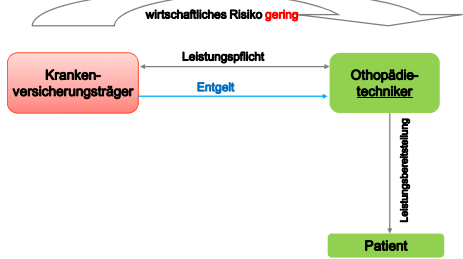 wirtschaftliches Risiko gering
Leistungspflicht
Kranken-
versicherungsträger
Entgelt
Othopädie-
techniker
Leistungsbereitstellung
Patient